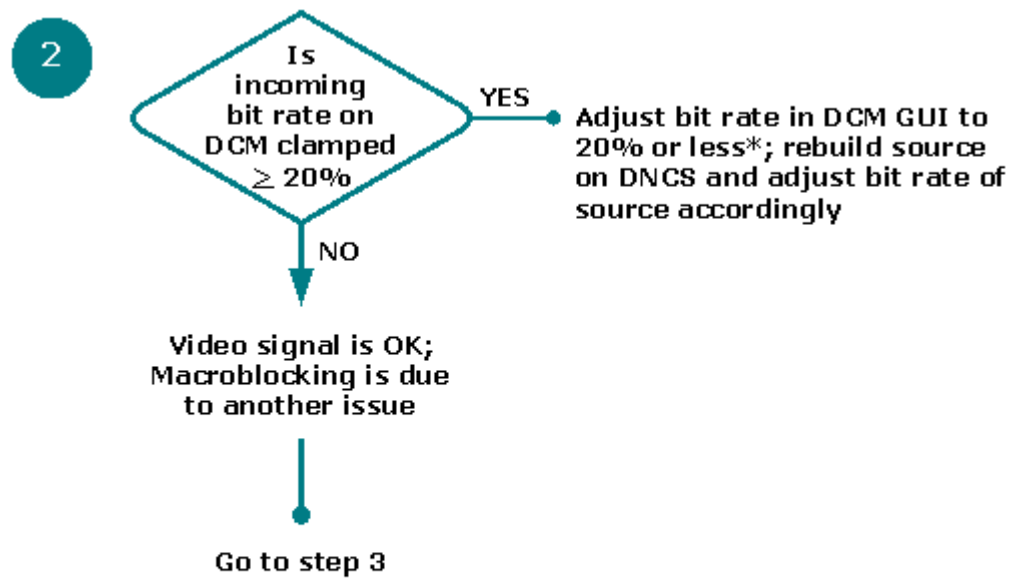 2
Is
incoming
bit rate on
DCM clamped
≥ 20%
YES
Adjust bit rate in DCM GUI to
20% or less*; rebuild source
on DNCS and adjust bit rate of
source accordingly
NO
Video signal is OK;
Macroblocking is due
to another issue
Go to step 3